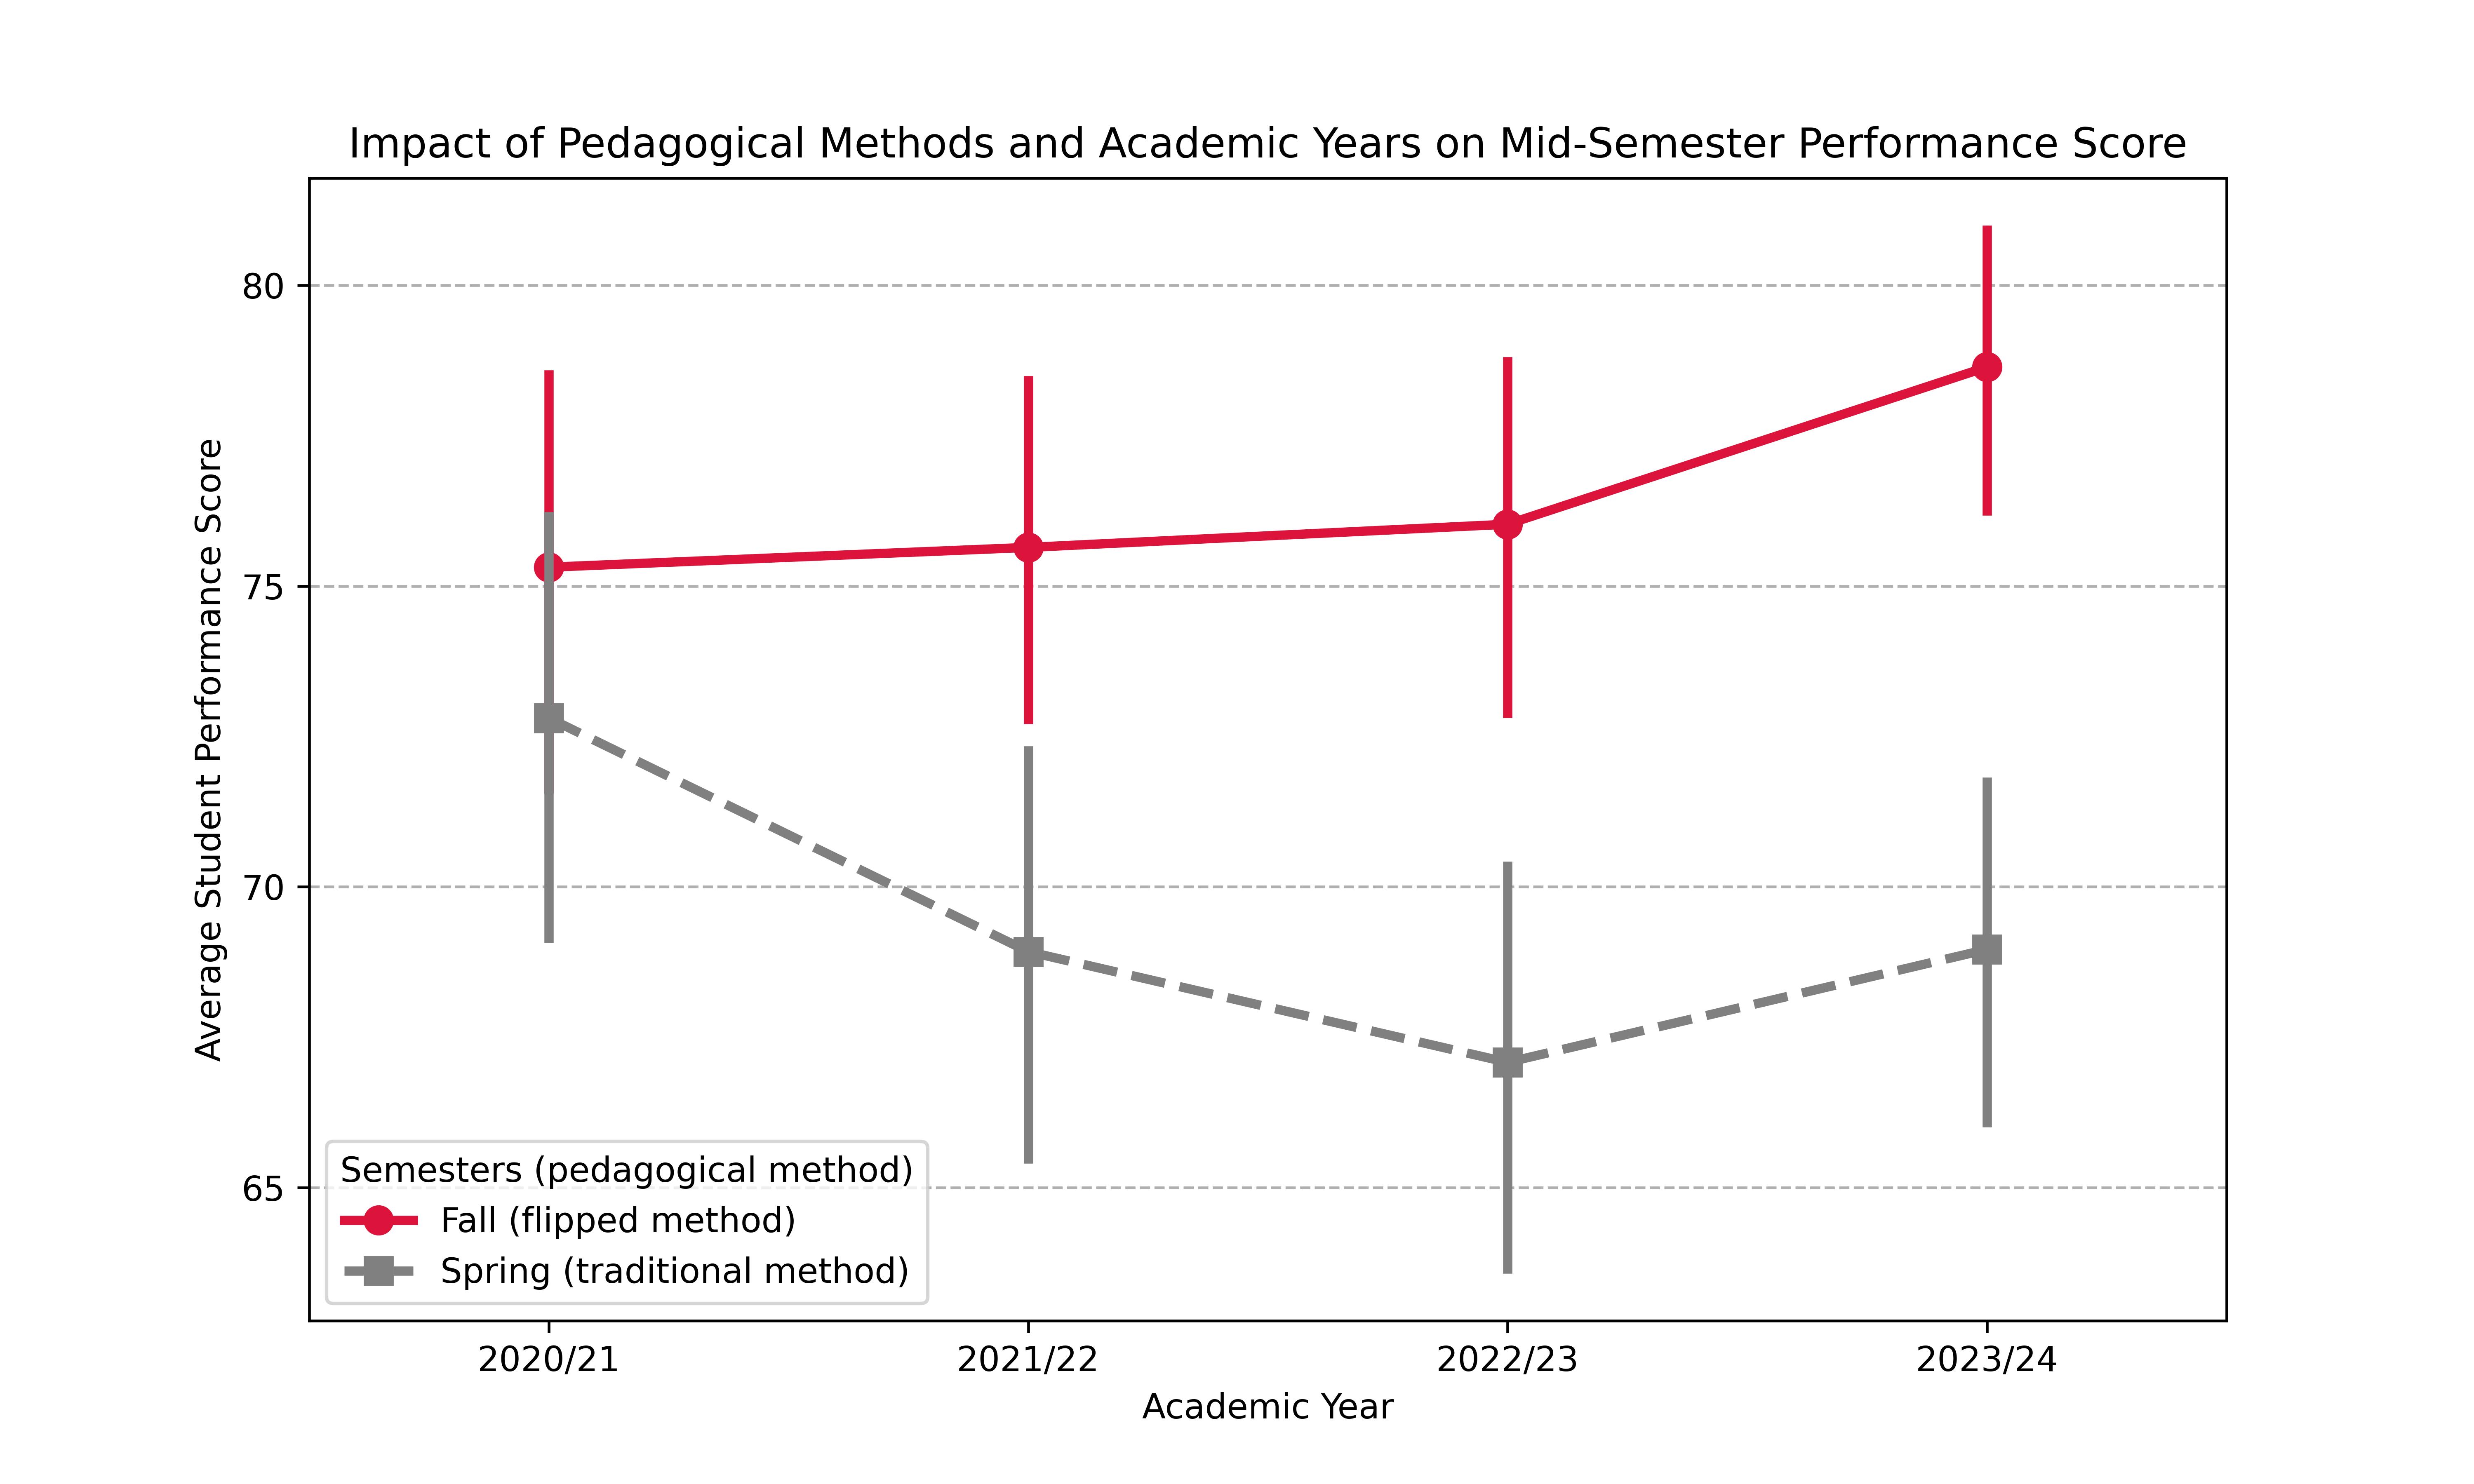 Impact of Pedagogical Methods and Academic Years on Mid-Semester Performance Score
Average Student Performance Score
80
75
70
65
Semesters (pedagogical method)
Fall (flipped method)
Spring (traditional method)
2020/21
2021/22
2022/23
2023/24
Academic Year